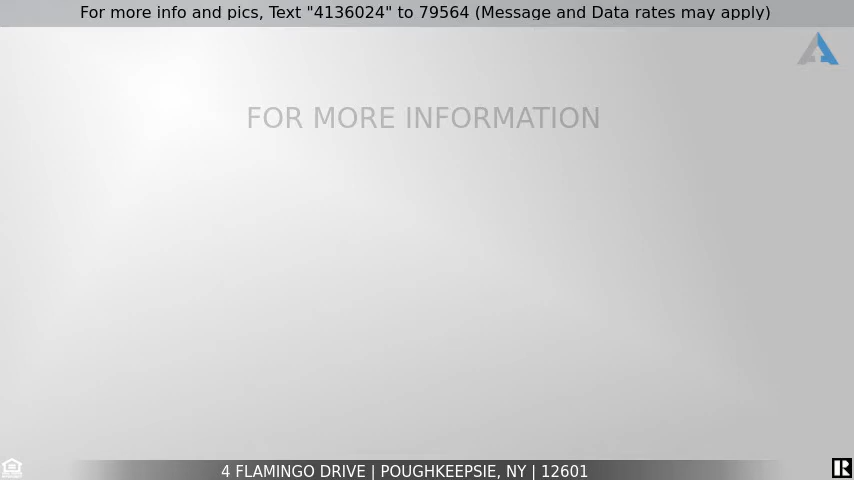 For more info and pics, Text "4136024" to 79564 (Message and Data rates may apply)
FOR MORE INFORMATION
4 FLAMINGO DRIVE | POUGHKEEPSIE, NY | 12601